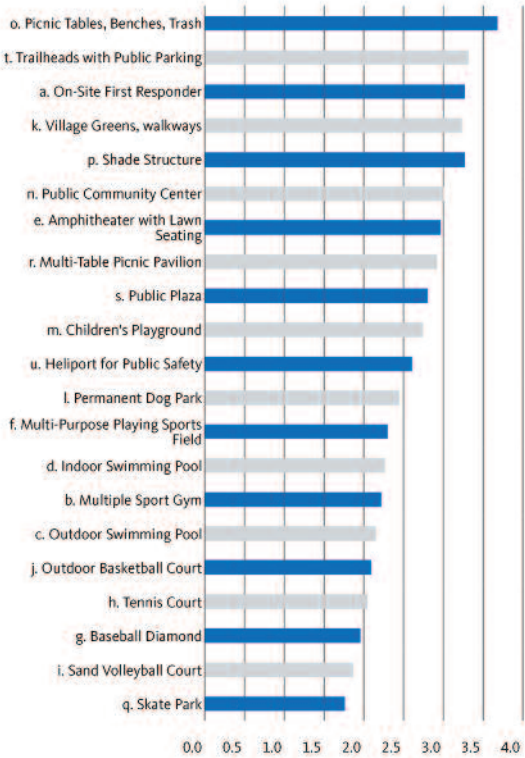 o. Picnic Tables, Benches, Trash
t. Trailheads with Public Parking
a. On-Site First Responder
k. Village Greens, walkways
p. Shade Structure
n. Public Community Center
e. Amphitheater with Lawn
Seating
r. Multi-Table Picnic Pavilion
s. Public Plaza
m. Children's Playground
u. Heliport for Public Safety
l. Permanent Dog Park
f. Multi-Purpose Playing Sports
Field
d. Indoor Swimming Pool
b. Multiple Sport Gym
c. Outdoor Swimming Pool
j. Outdoor Basketball Court
h. Tennis Court
g. Baseball Diamond
i. Sand Volleyball Court
q. Skate Park
0.0 0.5 1.0 1.5 2.0 2.5 3.0 3.5 4.0